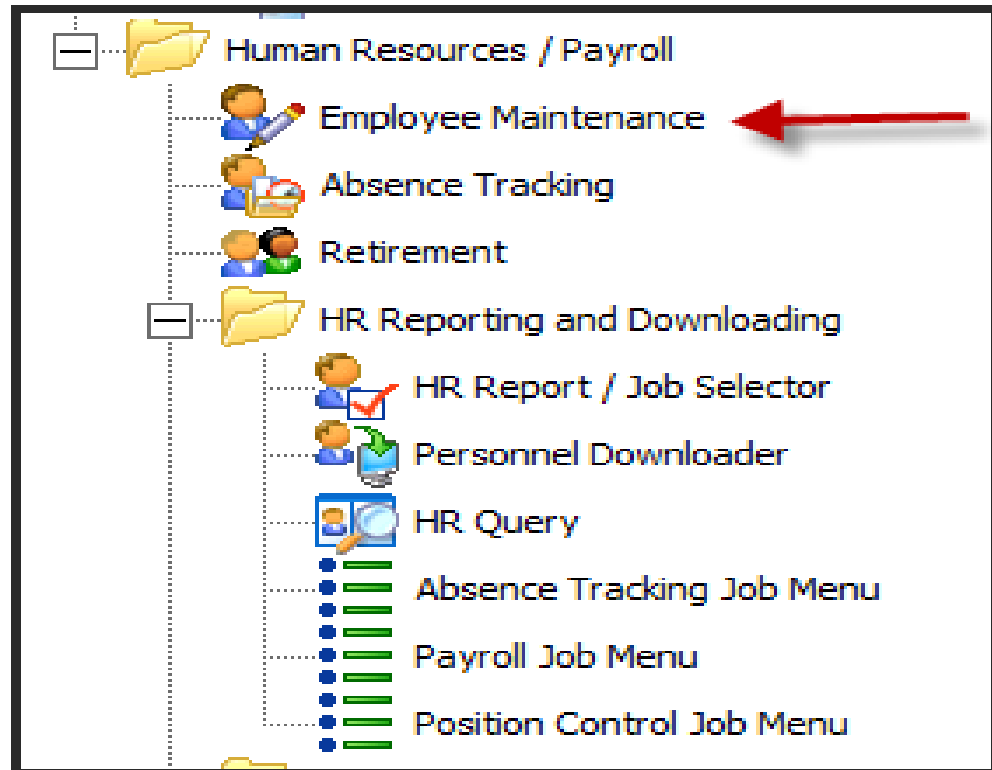 Human Resources / Payroll
Employee Maintenance
Absence Tracking
Retirement
HR Reporting and Downloading
HR Report / Job Selector
Personnel Downloader
HR Query
Absence Tracking Job Menu
Payroll Job Menu
Position Control Job Menu